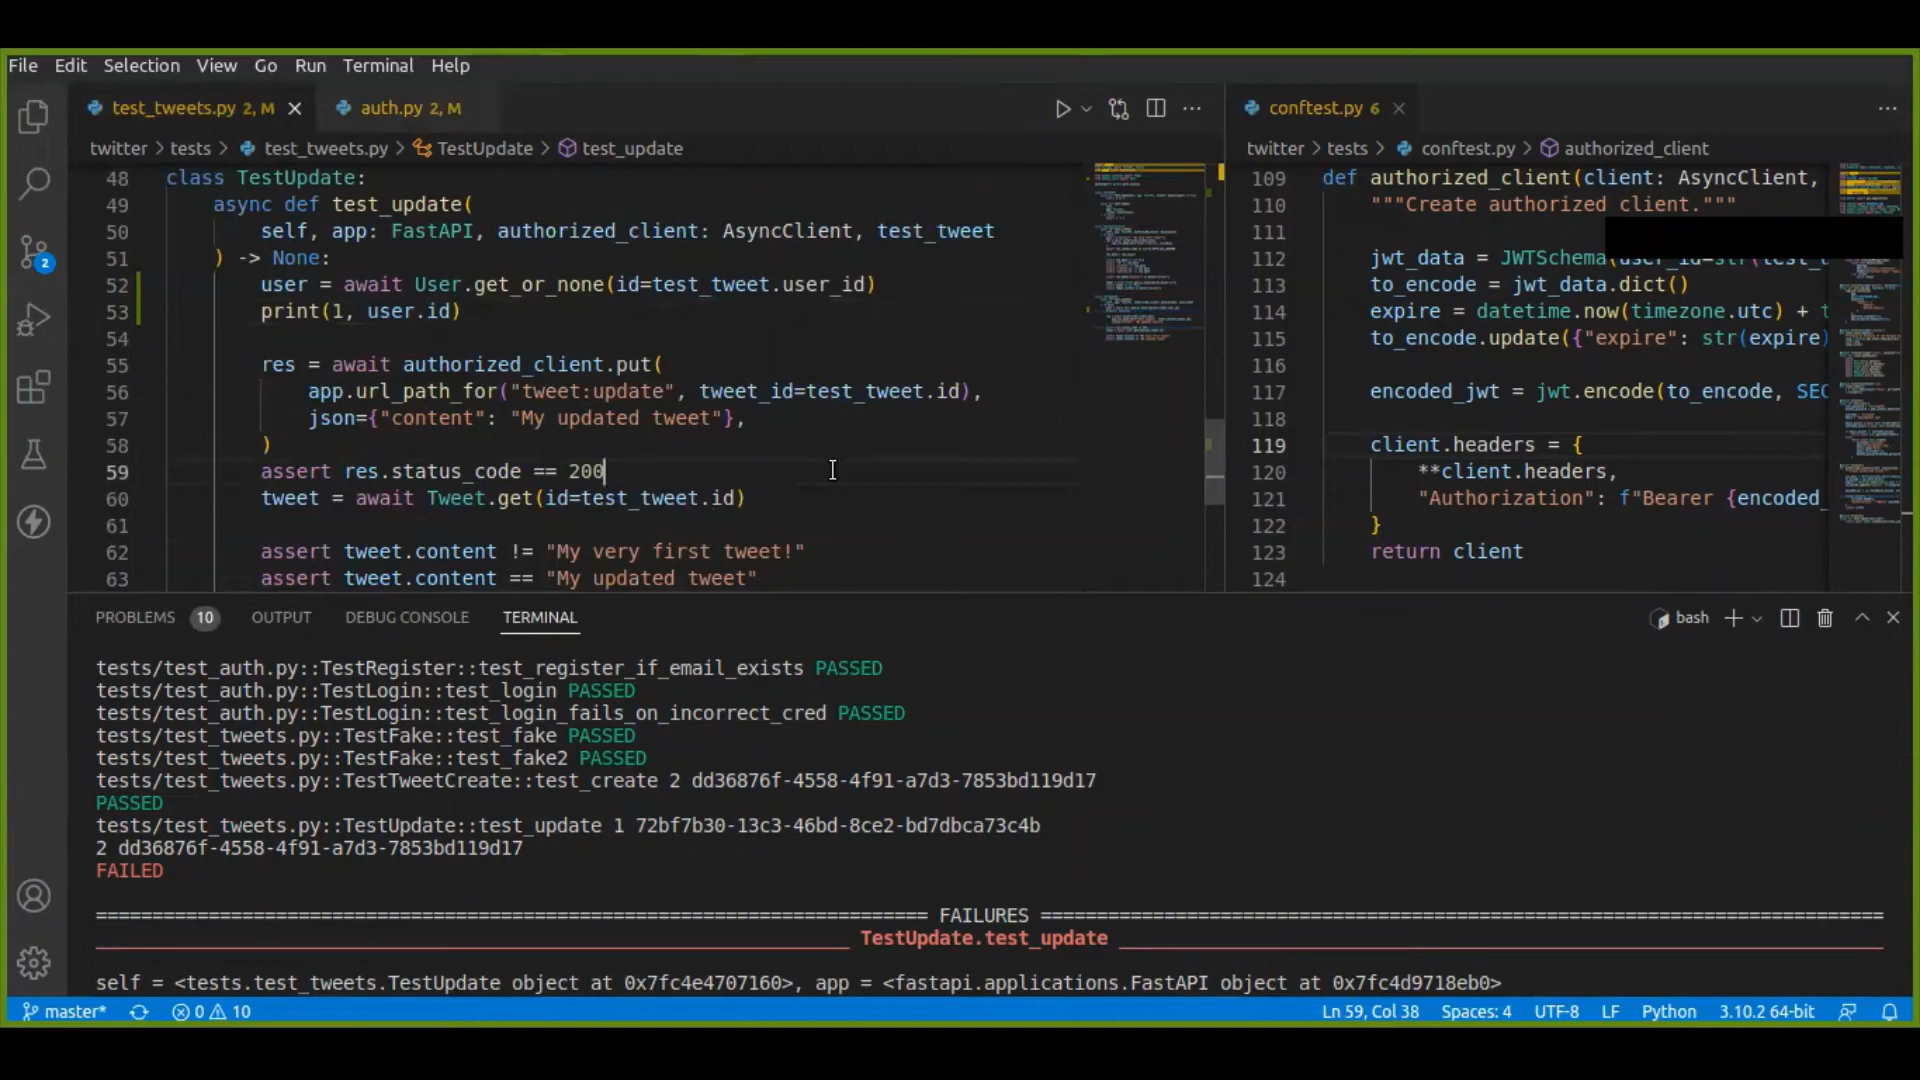 File Edit Selection View Go Run Terminal Help
test_tweets.py 2, M
auth.py 2, M
conftest.py 6
twitter > tests > test_tweets.py > TestUpdate > test_update
twitter > tests > conftest.py > authorized_client
48 class TestUpdate:
49 async def test_update(
50 self, app: FastAPI, authorized_client: AsyncClient, test_tweet
51 ) -> None:
52 user = await User.get_or_none(id=test_tweet.user_id)
53 print(1, user.id)
54
55 res = await authorized_client.put(
56 app.url_path_for("tweet:update", tweet_id=test_tweet.id),
57 json={"content": "My updated tweet"},
58 )
59 assert res.status_code == 200
60 tweet = await Tweet.get(id=test_tweet.id)
61
62 assert tweet.content != "My very first tweet!"
63 assert tweet.content == "My updated tweet"
109 def authorized_client(client: AsyncClient,
110 """Create authorized client."""
111
112 jwt_data = JWTSchema(
113 to_encode = jwt_data.dict()
114 expire = datetime.now(timezone.utc) + t
115 to_encode.update({"expire": str(expire)
116
117 encoded_jwt = jwt.encode(to_encode, SEC
118
119 client.headers = {
120 **client.headers,
121 "Authorization": f"Bearer {encoded_
122 }
123 return client
124
PROBLEMS 10 OUTPUT DEBUG CONSOLE TERMINAL
bash
tests/test_auth.py::TestRegister::test_register_if_email_exists PASSED
tests/test_auth.py::TestLogin::test_login PASSED
tests/test_auth.py::TestLogin::test_login_fails_on_incorrect_cred PASSED
tests/test_tweets.py::TestFake::test_fake PASSED
tests/test_tweets.py::TestFake::test_fake2 PASSED
tests/test_tweets.py::TestTweetCreate::test_create 2 dd36876f-4558-4f91-a7d3-7853bd119d17
PASSED
tests/test_tweets.py::TestUpdate::test_update 1 72bf7b30-13c3-46bd-8ce2-bd7dbca73c4b
2 dd36876f-4558-4f91-a7d3-7853bd119d17
FAILED
FAILURES
TestUpdate.test_update
self = <tests.test_tweets.TestUpdate object at 0x7fc4e4707160>, app = <fastapi.applications.FastAPI object at 0x7fc4d9718eb0>
master* 0 10
Ln 59, Col 38 Spaces: 4 UTF-8 LF Python 3.10.2 64-bit
2